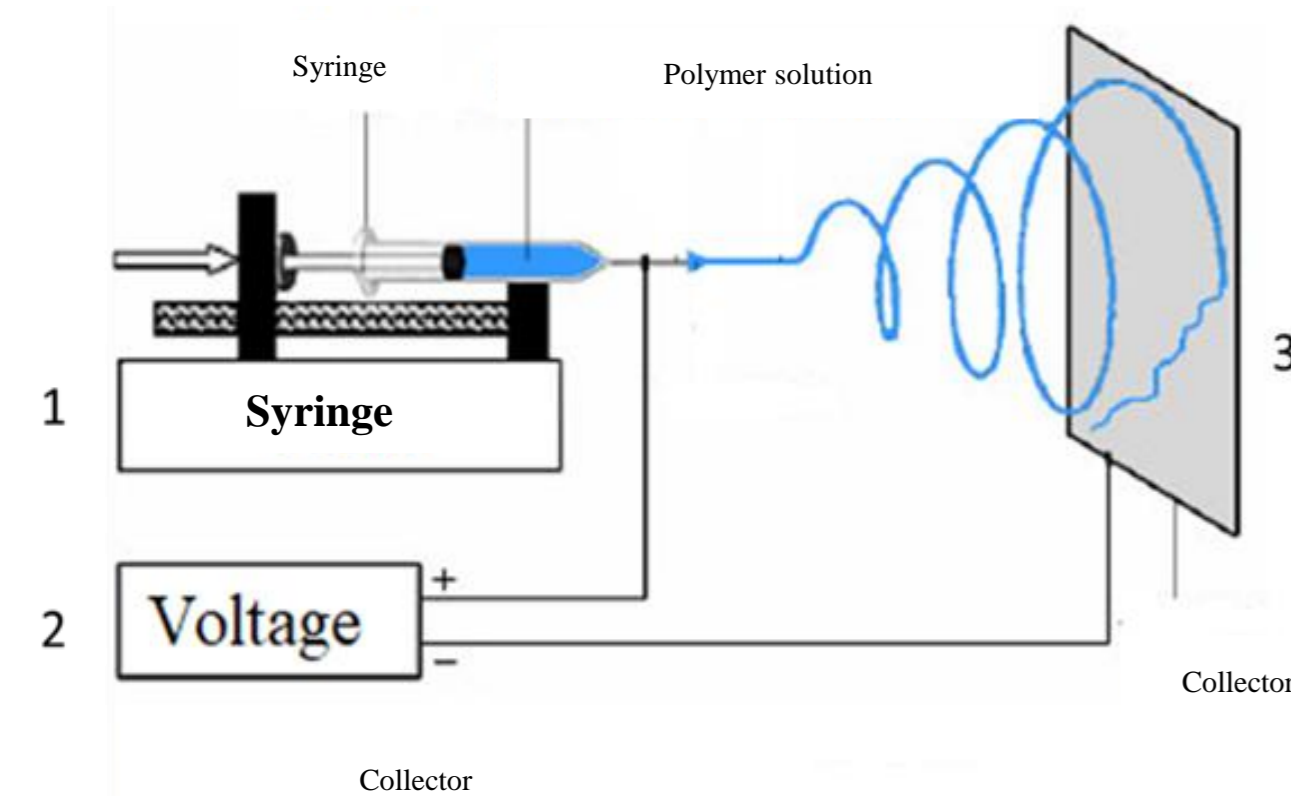 Syringe
Polymer solution
3
1
Syringe
+
Voltage
2
−
Collector
Collector